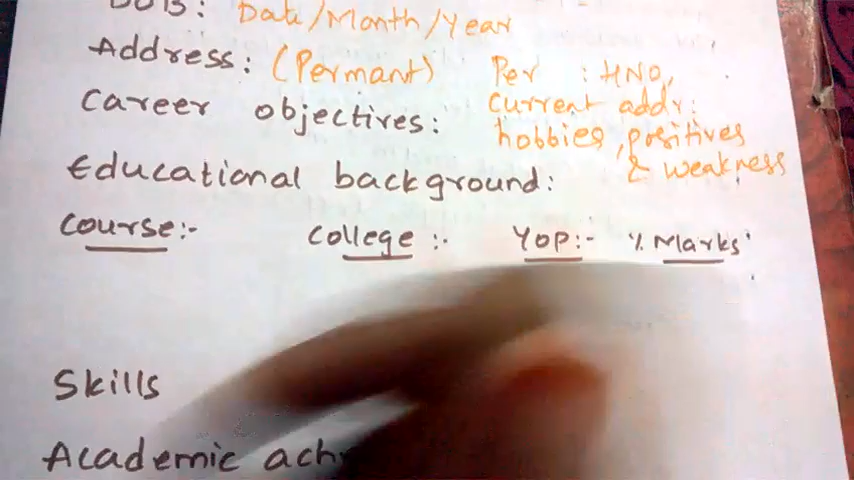 DOB: Date/Month/Year
Address: (Permant) Per : HNO,
Career objectives: Current addr:
hobbies, positives
Educational background: & weakness
Course:- College :- YOP:- % Marks'
Skills
Academic